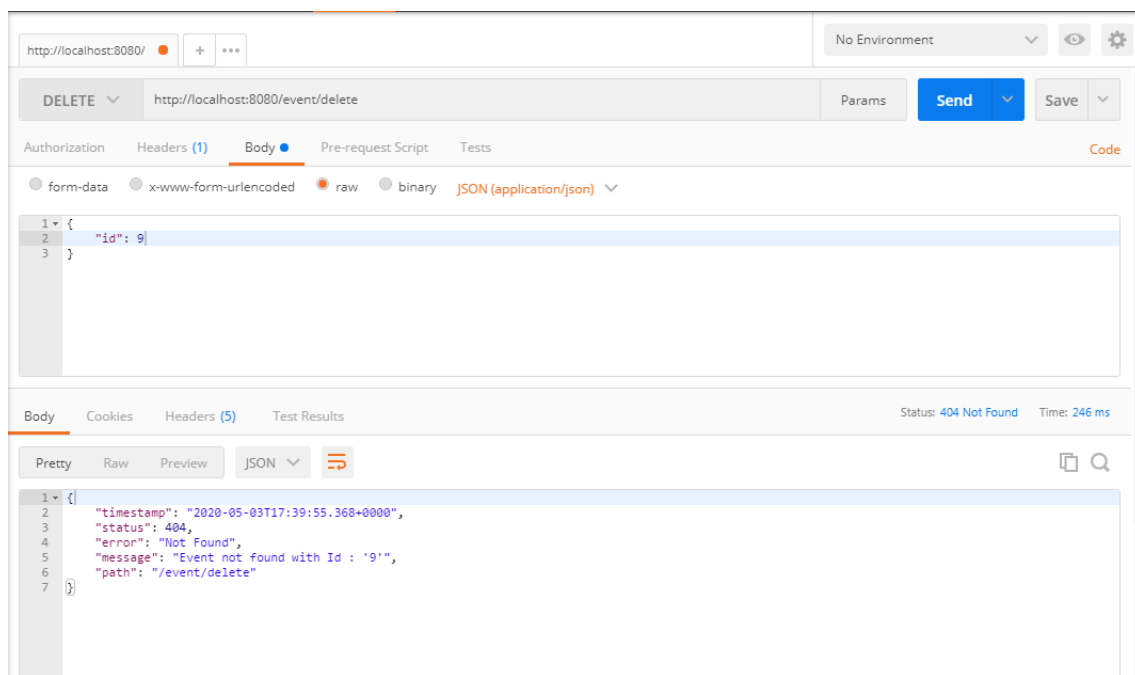 http://localhost:8080/
+
No Environment
DELETE
http://localhost:8080/event/delete
Params
Send
Save
Authorization Headers (1) Body Pre-request Script Tests Code
form-data x-www-form-urlencoded raw binary JSON (application/json)
1 {
2 "id": 9
3 }
Body Cookies Headers (5) Test Results Status: 404 Not Found Time: 246 ms
Pretty Raw Preview JSON
1 {
2 "timestamp": "2020-05-03T17:39:55.368+0000",
3 "status": 404,
4 "error": "Not Found",
5 "message": "Event not found with Id : '9'",
6 "path": "/event/delete"
7 }